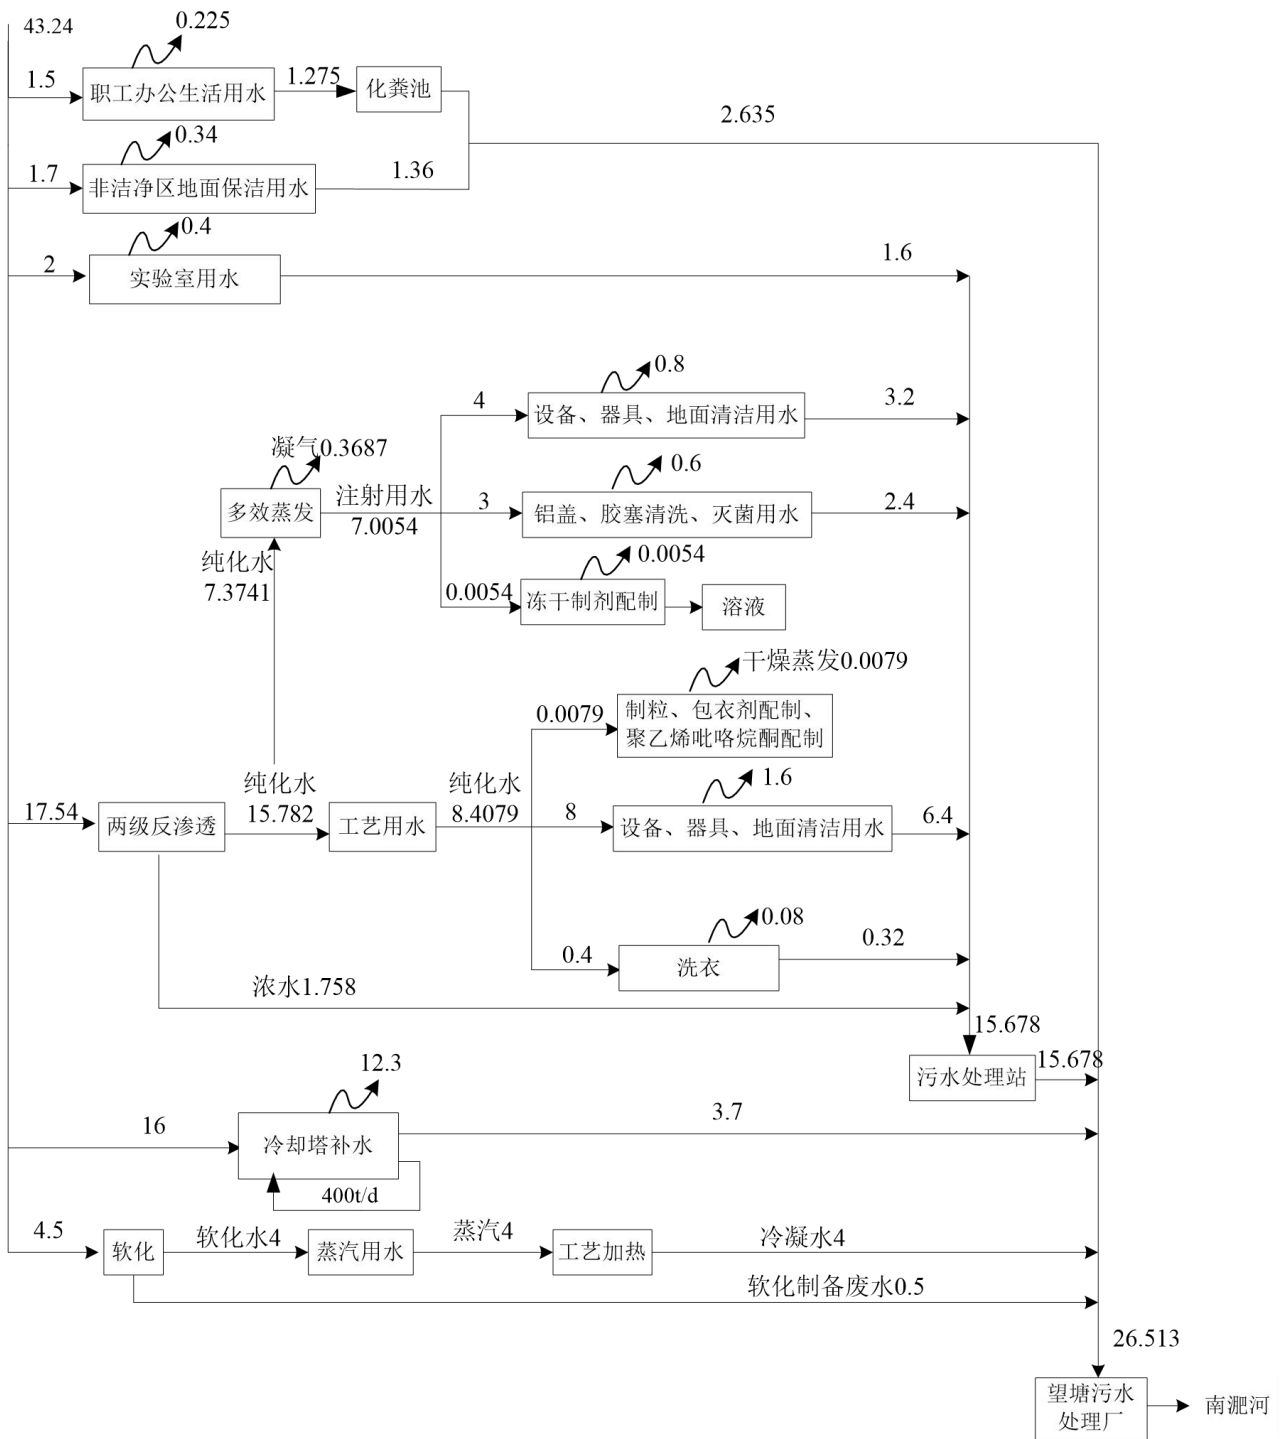 43.24
0.225
1.5
职工办公生活用水
1.275
化粪池
2.635
0.34
1.7
非洁净区地面保洁用水
1.36
0.4
2
实验室用水
1.6
0.8
4
设备、器具、地面清洁用水
3.2
凝气0.3687
多效蒸发
注射用水
7.0054
0.6
3
铝盖、胶塞清洗、灭菌用水
2.4
纯化水
7.3741
0.0054
0.0054
冻干制剂配制
溶液
干燥蒸发0.0079
0.0079
制粒、包衣剂配制、
聚乙烯吡咯烷酮配制
17.54
两级反渗透
纯化水
15.782
工艺用水
纯化水
8.4079
1.6
8
设备、器具、地面清洁用水
6.4
0.08
0.4
洗衣
0.32
浓水1.758
15.678
污水处理站
15.678
12.3
16
冷却塔补水
3.7
400t/d
4.5
软化
软化水4
蒸汽用水
蒸汽4
工艺加热
冷凝水4
软化制备废水0.5
26.513
望塘污水
处理厂
南淝河